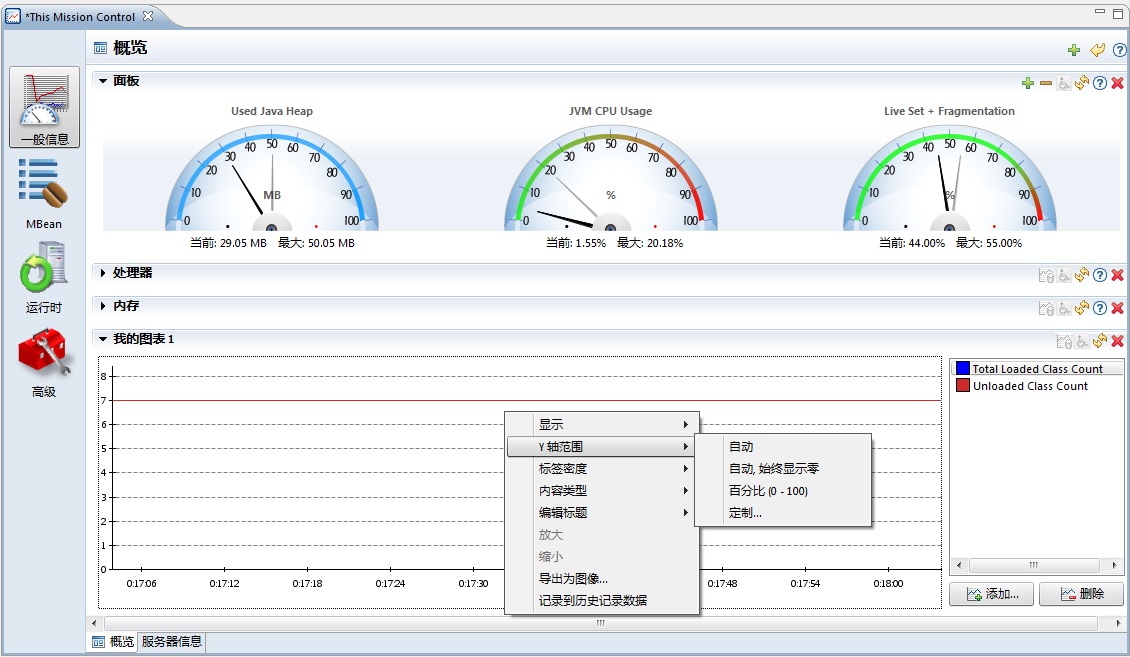 *This Mission Control
概览
一般信息
MBean
运行时
高级
面板
Used Java Heap
0 10 20 30 40 50 60 70 80 90 100
MB
当前: 29.05 MB 最大: 50.05 MB
JVM CPU Usage
0 10 20 30 40 50 60 70 80 90 100
%
当前: 1.55% 最大: 20.18%
Live Set + Fragmentation
0 10 20 30 40 50 60 70 80 90 100
%
当前: 44.00% 最大: 55.00%
处理器
内存
我的图表 1
8
7
6
5
4
3
2
1
0
0:17:06 0:17:12 0:17:18 0:17:24 0:17:30 0:17:48 0:17:54 0:18:00
显示
Y 轴范围
标签密度
内容类型
编辑标题
放大
缩小
导出为图像...
记录到历史记录数据
自动
自动, 始终显示零
百分比 (0 - 100)
定制...
Total Loaded Class Count
Unloaded Class Count
添加... 删除
概览 服务器信息